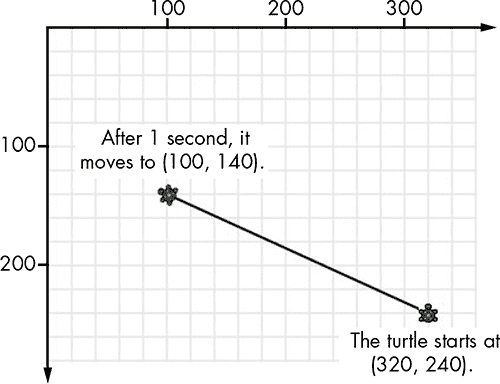 100 200 300
100
After 1 second, it
moves to (100, 140).
200
The turtle starts at
(320, 240).